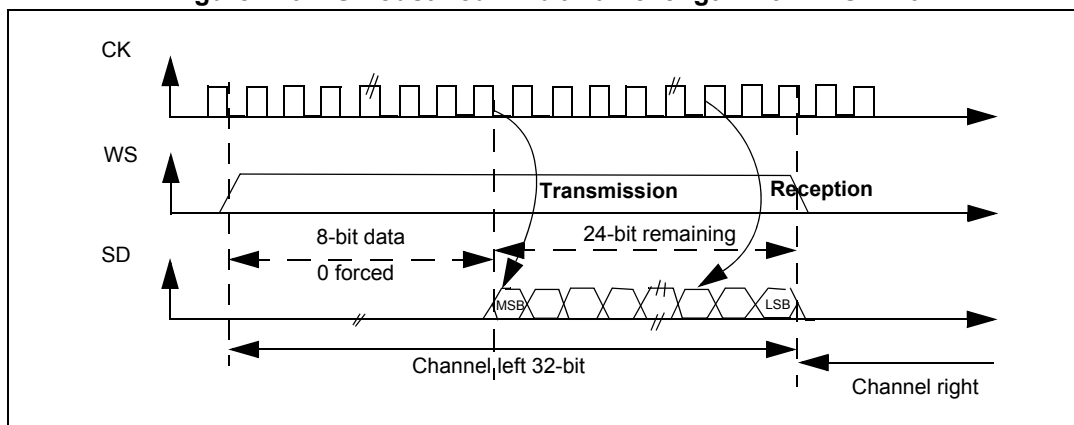 CK
WS
Transmission
Reception
8-bit data
24-bit remaining
SD
0 forced
MSB
LSB
Channel left 32-bit
Channel right